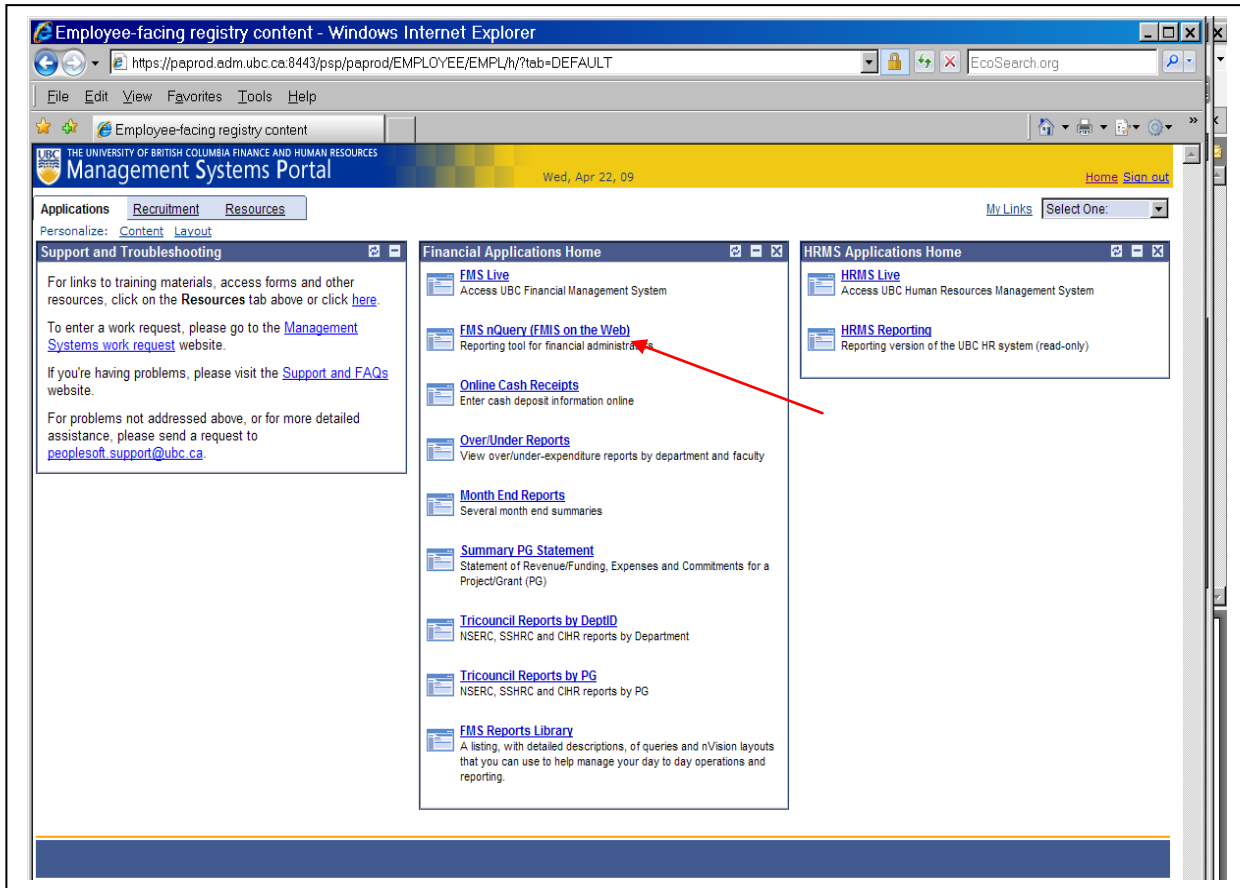 Employee-facing registry content - Windows Internet Explorer
https://paprod.adm.ubc.ca:8443/psp/paprod/EMPLOYEE/EMPL/h/?tab=DEFAULT
EcoSearch.org
File Edit View Favorites Tools Help
Employee-facing registry content
UBC
THE UNIVERSITY OF BRITISH COLUMBIA FINANCE AND HUMAN RESOURCES
Management Systems Portal
Wed, Apr 22, 09
Home Sign out
Applications Recruitment Resources
My Links Select One:
Personalize: Content Layout
Support and Troubleshooting
For links to training materials, access forms and other
resources, click on the Resources tab above or click here.
To enter a work request, please go to the Management
Systems work request website.
If you're having problems, please visit the Support and FAQs
website.
For problems not addressed above, or for more detailed
assistance, please send a request to
peoplesoft.support@ubc.ca.
Financial Applications Home
FMS Live
Access UBC Financial Management System
FMS nQuery (FMIS on the Web)
Reporting tool for financial administrators
Online Cash Receipts
Enter cash deposit information online
Over/Under Reports
View over/under-expenditure reports by department and faculty
Month End Reports
Several month end summaries
Summary PG Statement
Statement of Revenue/Funding, Expenses and Commitments for a
Project/Grant (PG)
Tricouncil Reports by DeptID
NSERC, SSHRC and CIHR reports by Department
Tricouncil Reports by PG
NSERC, SSHRC and CIHR reports by PG
FMS Reports Library
A listing, with detailed descriptions, of queries and nVision layouts
that you can use to help manage your day to day operations and
reporting.
HRMS Applications Home
HRMS Live
Access UBC Human Resources Management System
HRMS Reporting
Reporting version of the UBC HR system (read-only)